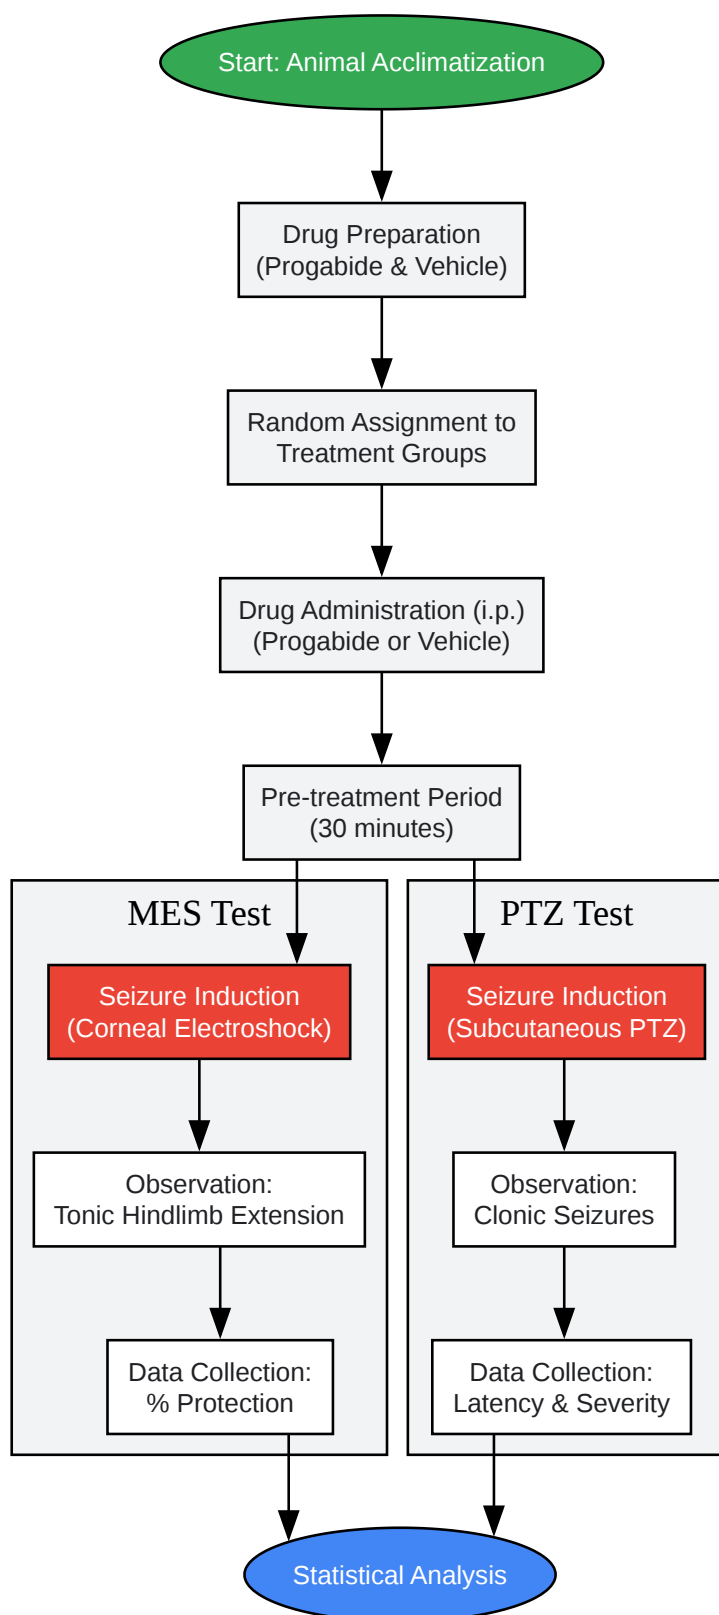 Start: Animal Acclimatization
Drug Preparation
(Progabide & Vehicle)
Random Assignment to
Treatment Groups
Drug Administration (i.p.)
(Progabide or Vehicle)
Pre-treatment Period
(30 minutes)
MES Test
Seizure Induction
(Corneal Electroshock)
Observation:
Tonic Hindlimb Extension
Data Collection:
% Protection
PTZ Test
Seizure Induction
(Subcutaneous PTZ)
Observation:
Clonic Seizures
Data Collection:
Latency & Severity
Statistical Analysis